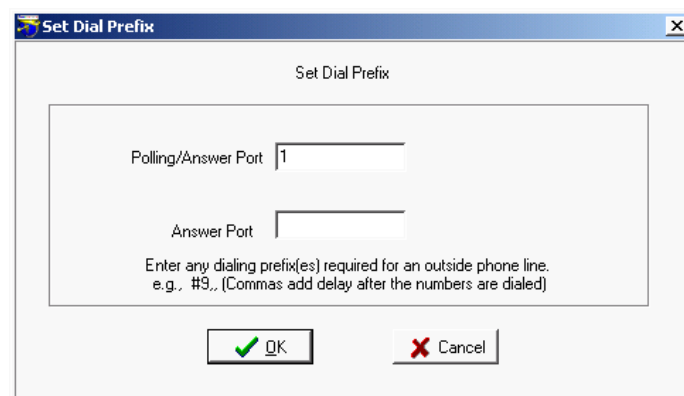 Set Dial Prefix
Set Dial Prefix
Polling/Answer Port 1
Answer Port
Enter any dialing prefix(es) required for an outside phone line.
e.g., #9,, (Commas add delay after the numbers are dialed)
OK Cancel